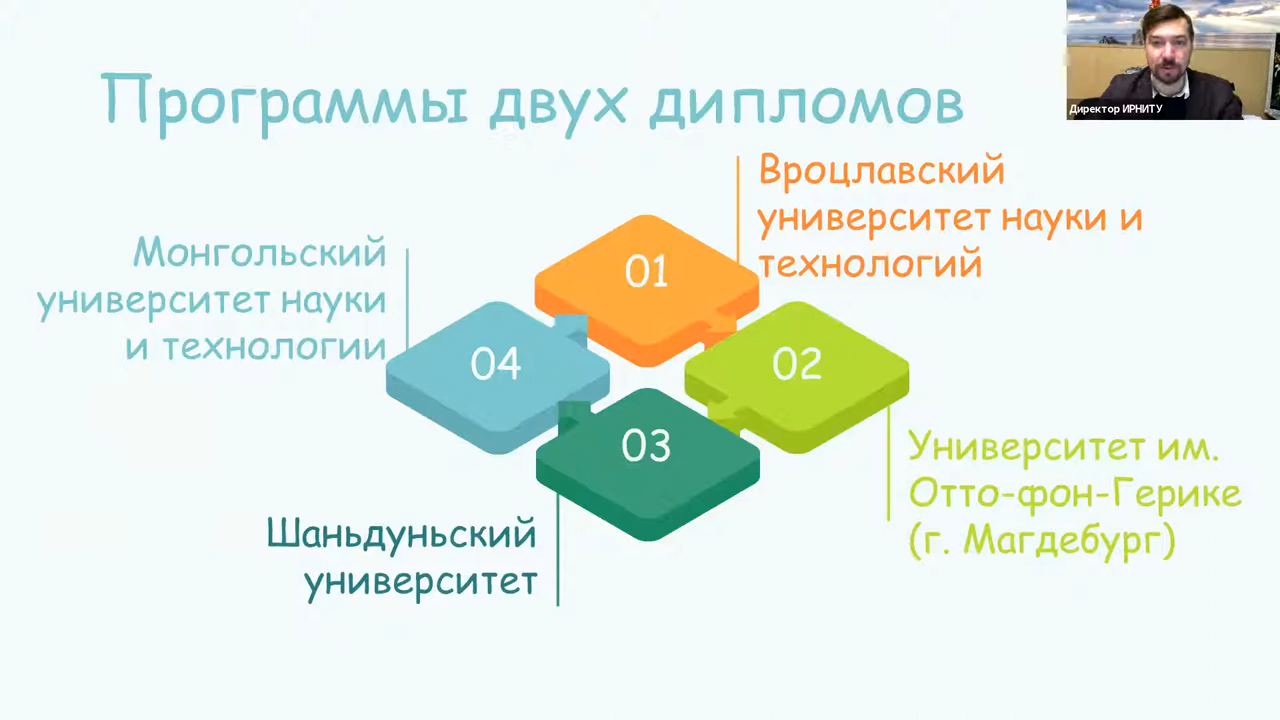 Программы двух дипломов
Директор ИРНИТУ
01
Вроцлавский
университет науки и
технологий
02
Университет им.
Отто-фон-Герике
(г. Магдебург)
03
Шаньдуньский
университет
04
Монгольский
университет науки
и технологии